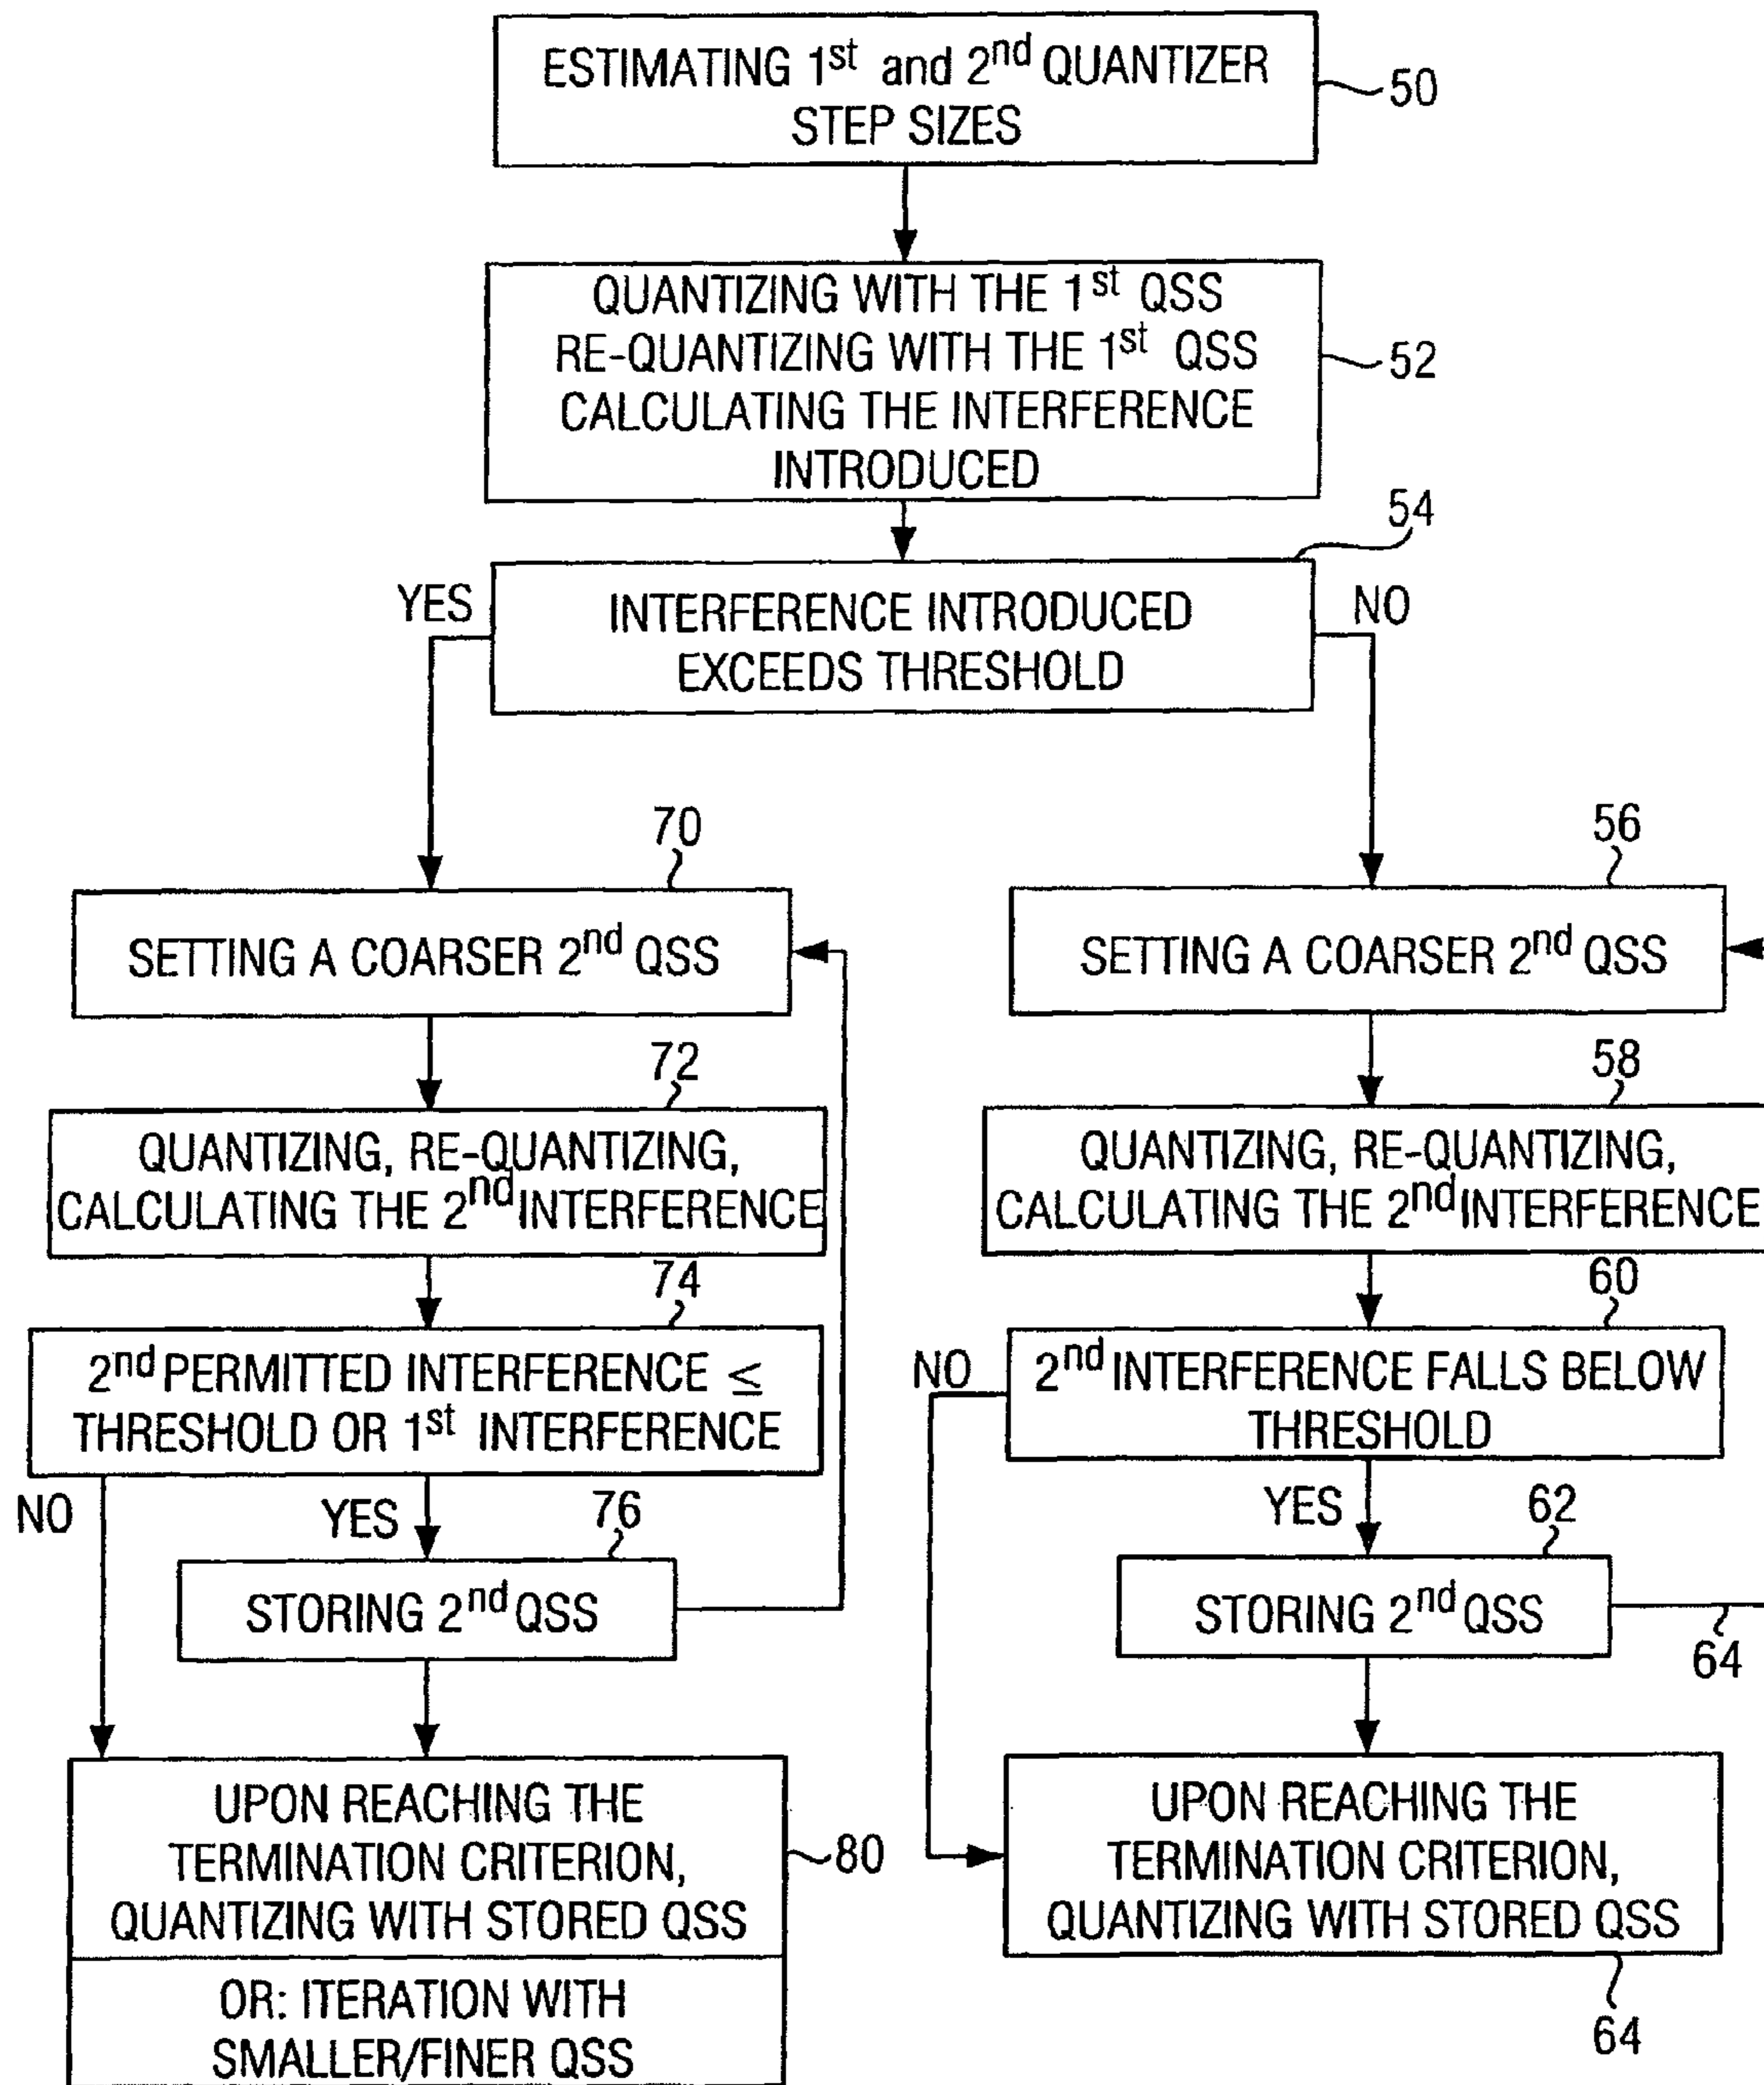 ESTIMATING 1st and 2nd QUANTIZER
STEP SIZES
50
QUANTIZING WITH THE 1st QSS
RE-QUANTIZING WITH THE 1st QSS
CALCULATING THE INTERFERENCE
INTRODUCED
52
54
YES
INTERFERENCE INTRODUCED
EXCEEDS THRESHOLD
NO
70
SETTING A COARSER 2nd QSS
72
QUANTIZING, RE-QUANTIZING,
CALCULATING THE 2nd INTERFERENCE
74
2nd PERMITTED INTERFERENCE ≤
THRESHOLD OR 1st INTERFERENCE
NO
YES
76
STORING 2nd QSS
UPON REACHING THE
TERMINATION CRITERION,
QUANTIZING WITH STORED QSS
80
OR: ITERATION WITH
SMALLER/FINER QSS
56
SETTING A COARSER 2nd QSS
58
QUANTIZING, RE-QUANTIZING,
CALCULATING THE 2nd INTERFERENCE
60
NO
2nd INTERFERENCE FALLS BELOW
THRESHOLD
YES
62
STORING 2nd QSS
64
UPON REACHING THE
TERMINATION CRITERION,
QUANTIZING WITH STORED QSS
64